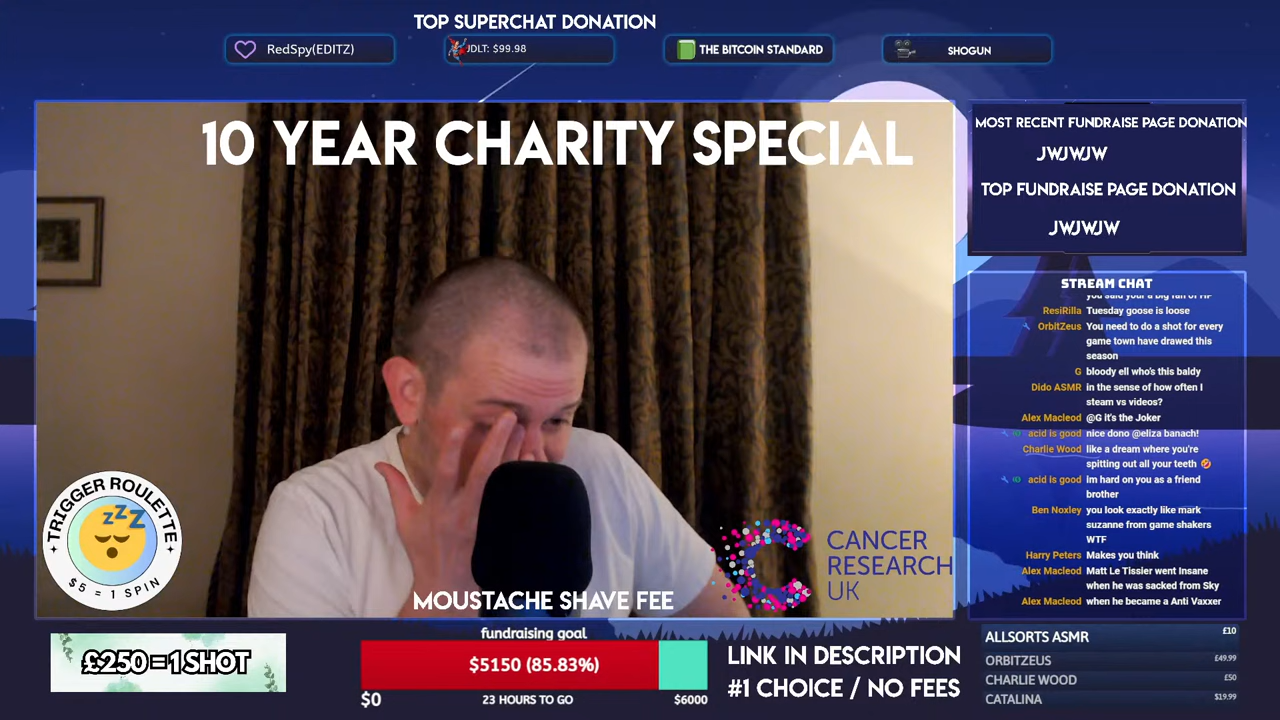 TOP SUPERCHAT DONATION
RedSpy(EDITZ)
JDLT: $99.98
THE BITCOIN STANDARD
SHOGUN
10 YEAR CHARITY SPECIAL
MOST RECENT FUNDRAISE PAGE DONATION
JWJWJW
TOP FUNDRAISE PAGE DONATION
JWJWJW
STREAM CHAT
you said your a big fan of HP
ResiRilla Tuesday goose is loose
OrbitZeus You need to do a shot for every
game town have drawed this
season
G bloody ell who's this baldy
Dido ASMR in the sense of how often I
steam vs videos?
Alex Macleod @G it's the Joker
acid is good nice dono @eliza banach!
Charlie Wood like a dream where you're
spitting out all your teeth 🤣
acid is good im hard on you as a friend
brother
Ben Noxley you look exactly like mark
suzanne from game shakers
WTF
Harry Peters Makes you think
Alex Macleod Matt Le Tissier went Insane
when he was sacked from Sky
Alex Macleod when he became a Anti Vaxxer
TRIGGER ROULETTE
zzz
$5 = 1 SPIN
CANCER
RESEARCH
UK
MOUSTACHE SHAVE FEE
fundraising goal
£250 = 1 SHOT
$5150 (85.83%)
$0
23 HOURS TO GO
$6000
LINK IN DESCRIPTION
#1 CHOICE / NO FEES
ALLSORTS ASMR £10
ORBITZEUS £49.99
CHARLIE WOOD £50
CATALINA $19.99